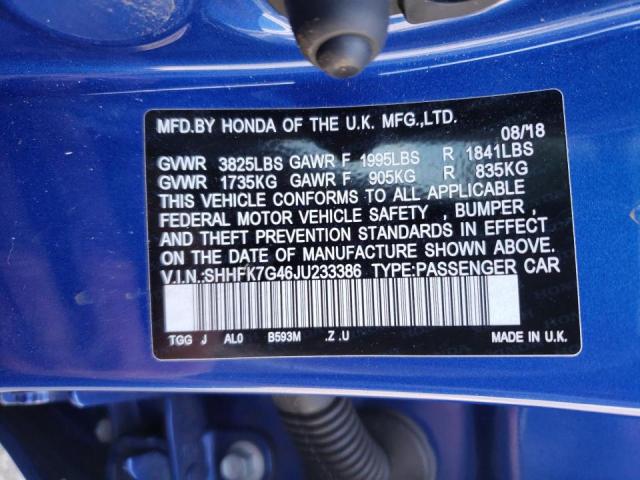 MFD.BY HONDA OF THE U.K. MFG.,LTD.
08/18
GVWR 3825LBS GAWR F 1995LBS R 1841LBS
GVWR 1735KG GAWR F 905KG R 835KG
THIS VEHICLE CONFORMS TO ALL APPLICABLE
FEDERAL MOTOR VEHICLE SAFETY , BUMPER ,
AND THEFT PREVENTION STANDARDS IN EFFECT
ON THE DATE OF MANUFACTURE SHOWN ABOVE.
V.I.N.:SHHFK7G46JU233386 TYPE:PASSENGER CAR
TGG J AL0 B593M .Z .U MADE IN U.K.